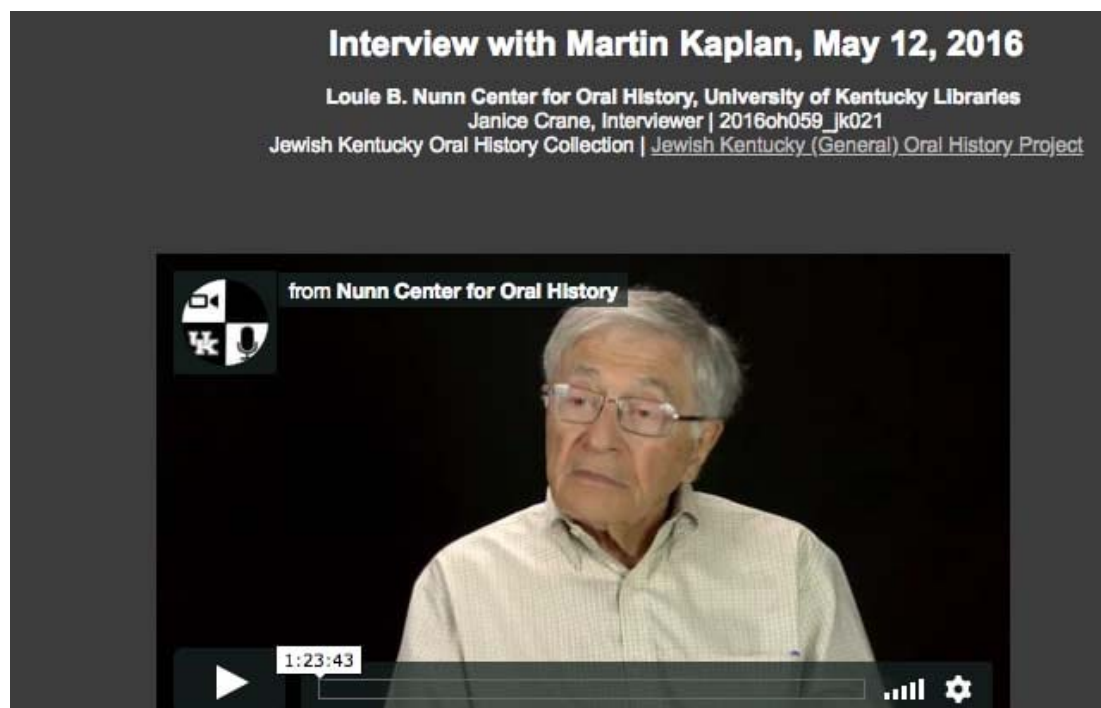 Interview with Martin Kaplan, May 12, 2016
Louie B. Nunn Center for Oral History, University of Kentucky Libraries
Janice Crane, Interviewer | 2016oh059_jk021
Jewish Kentucky Oral History Collection | Jewish Kentucky (General) Oral History Project
from Nunn Center for Oral History
UK
1:23:43